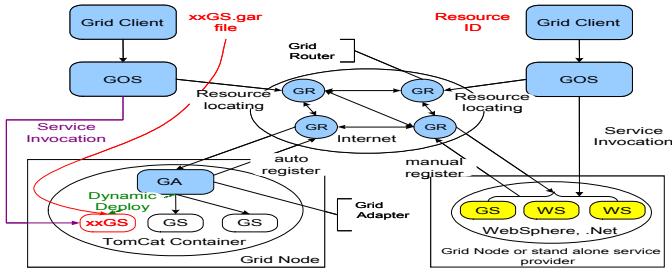 Grid Client
xxGS.gar
file
Resource
ID
Grid Client
Grid
Router
GOS
GOS
GR
GR
Resource
locating
Resource
locating
GR
GR
Internet
Service
Invocation
Service
Invocation
auto
register
manual
register
GA
Dynamic
Deploy
Grid
Adapter
xxGS
GS
GS
TomCat Container
Grid Node
GS
WS
WS
WebSphere, .Net
Grid Node or stand alone service
provider